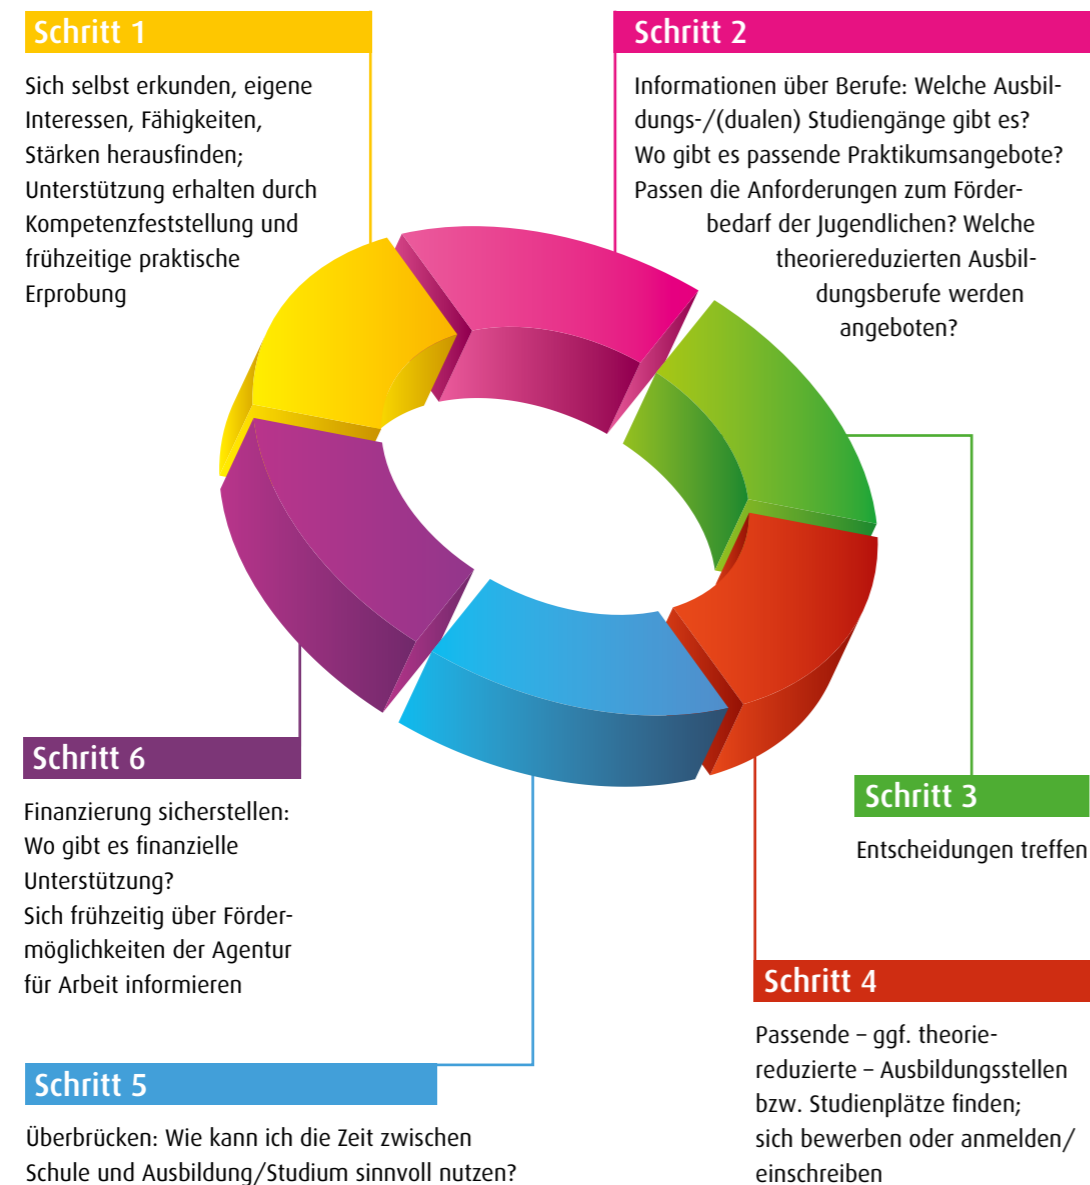 Schritt 1
Sich selbst erkunden, eigene
Interessen, Fähigkeiten,
Stärken herausfinden;
Unterstützung erhalten durch
Kompetenzfeststellung und
frühzeitige praktische
Erprobung
Schritt 2
Informationen über Berufe: Welche Ausbil-
dungs-/(dualen) Studiengänge gibt es?
Wo gibt es passende Praktikumsangebote?
Passen die Anforderungen zum Förder-
bedarf der Jugendlichen? Welche
theoriereduzierten Ausbil-
dungsberufe werden
angeboten?
Schritt 3
Entscheidungen treffen
Schritt 4
Passende – ggf. theorie-
reduzierte – Ausbildungsstellen
bzw. Studienplätze finden;
sich bewerben oder anmelden/
einschreiben
Schritt 5
Überbrücken: Wie kann ich die Zeit zwischen
Schule und Ausbildung/Studium sinnvoll nutzen?
Schritt 6
Finanzierung sicherstellen:
Wo gibt es finanzielle
Unterstützung?
Sich frühzeitig über Förder-
möglichkeiten der Agentur
für Arbeit informieren